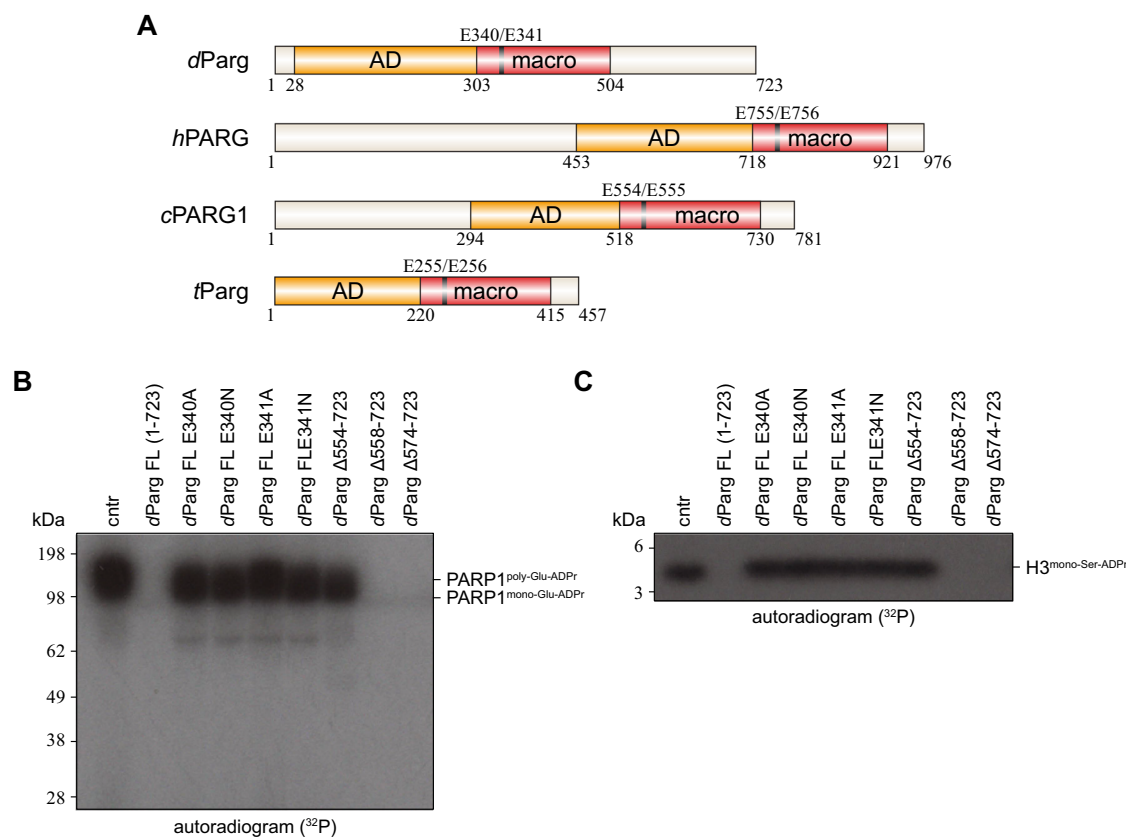 A
E340/E341
dParg AD macro
1 28 303 504 723
E755/E756
hPARG AD macro
1 453 718 921 976
E554/E555
cPARG1 AD macro
1 294 518 730 781
E255/E256
tParg AD macro
1 220 415 457
B
cntr
dParg FL (1-723)
dParg FL E340A
dParg FL E340N
dParg FL E341A
dParg FLE341N
dParg Δ554-723
dParg Δ558-723
dParg Δ574-723
kDa
198
98
62
49
38
28
PARP1poly-Glu-ADPr
PARP1mono-Glu-ADPr
autoradiogram (32P)
C
cntr
dParg FL (1-723)
dParg FL E340A
dParg FL E340N
dParg FL E341A
dParg FLE341N
dParg Δ554-723
dParg Δ558-723
dParg Δ574-723
kDa
6
3
H3mono-Ser-ADPr
autoradiogram (32P)